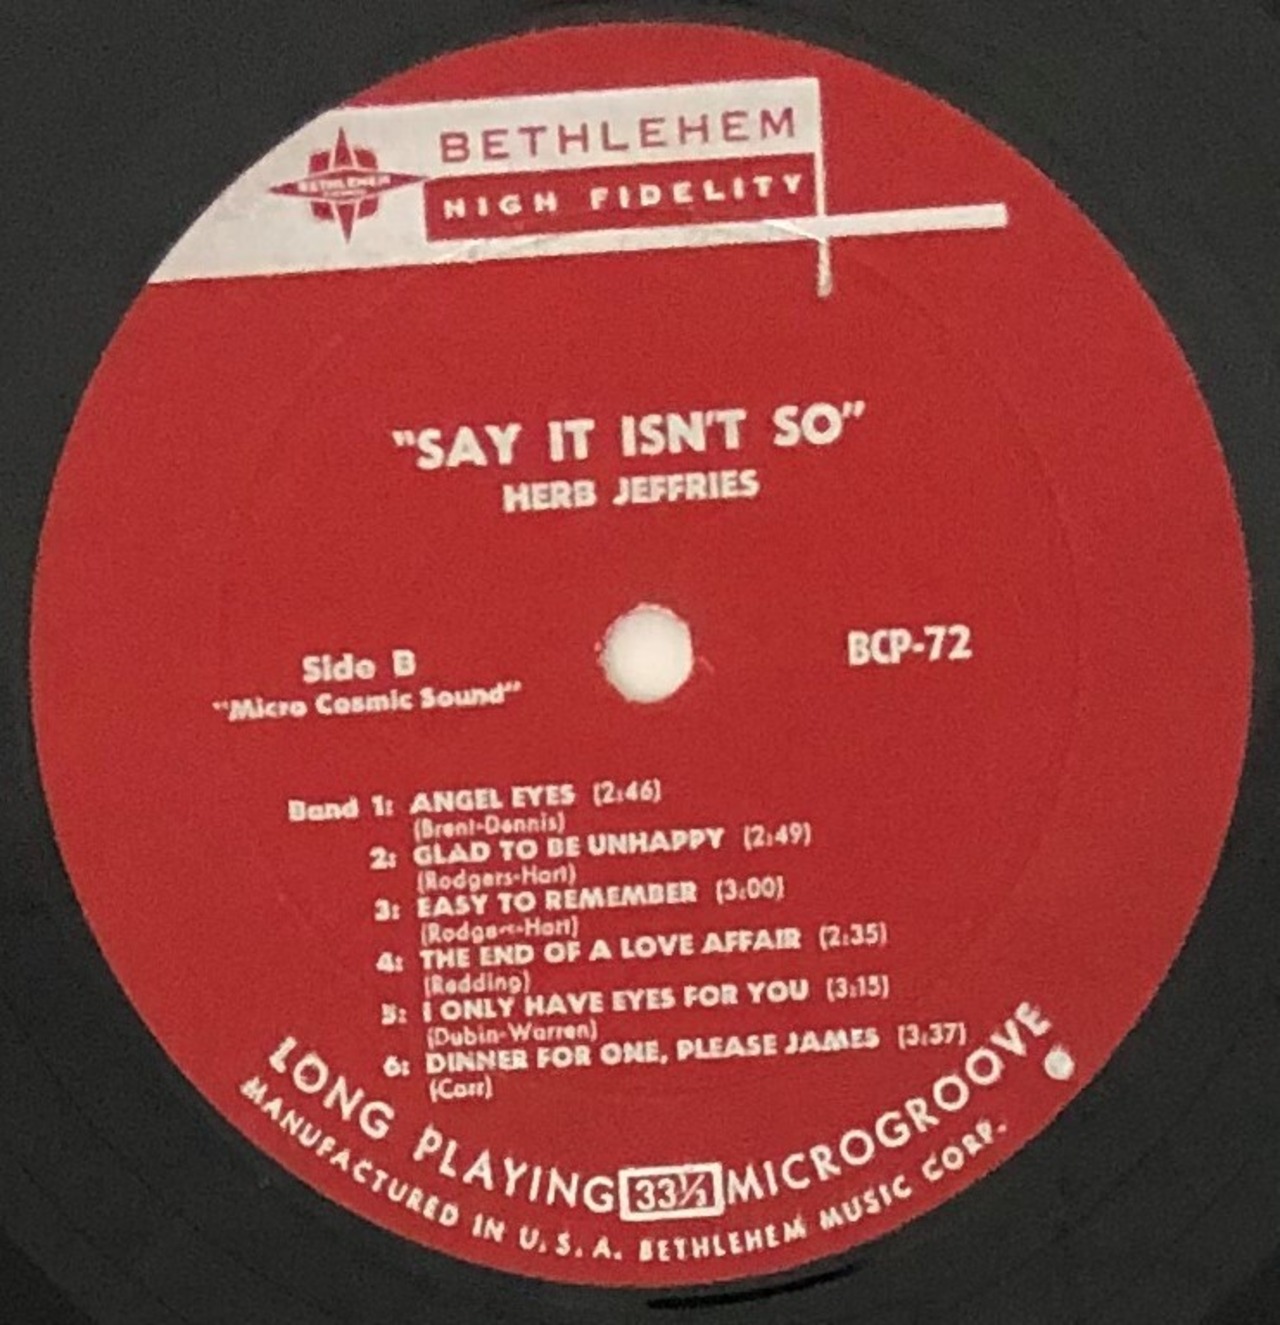 BETHLEHEM
BETHLEHEM
HIGH FIDELITY
"SAY IT ISN'T SO"
HERB JEFFRIES
Side B
"Micro Cosmic Sound"
BCP-72
Band 1: ANGEL EYES (2:46)
(Brent-Dennis)
2: GLAD TO BE UNHAPPY (2:49)
(Rodgers-Hart)
3: EASY TO REMEMBER (3:00)
(Rodgers-Hart)
4: THE END OF A LOVE AFFAIR (2:35)
(Redding)
5: I ONLY HAVE EYES FOR YOU (3:15)
(Dubin-Warren)
6: DINNER FOR ONE, PLEASE JAMES (3:37)
(Carr)
LONG PLAYING 33⅓ MICROGROOVE
MANUFACTURED IN U.S.A. BETHLEHEM MUSIC CORP.